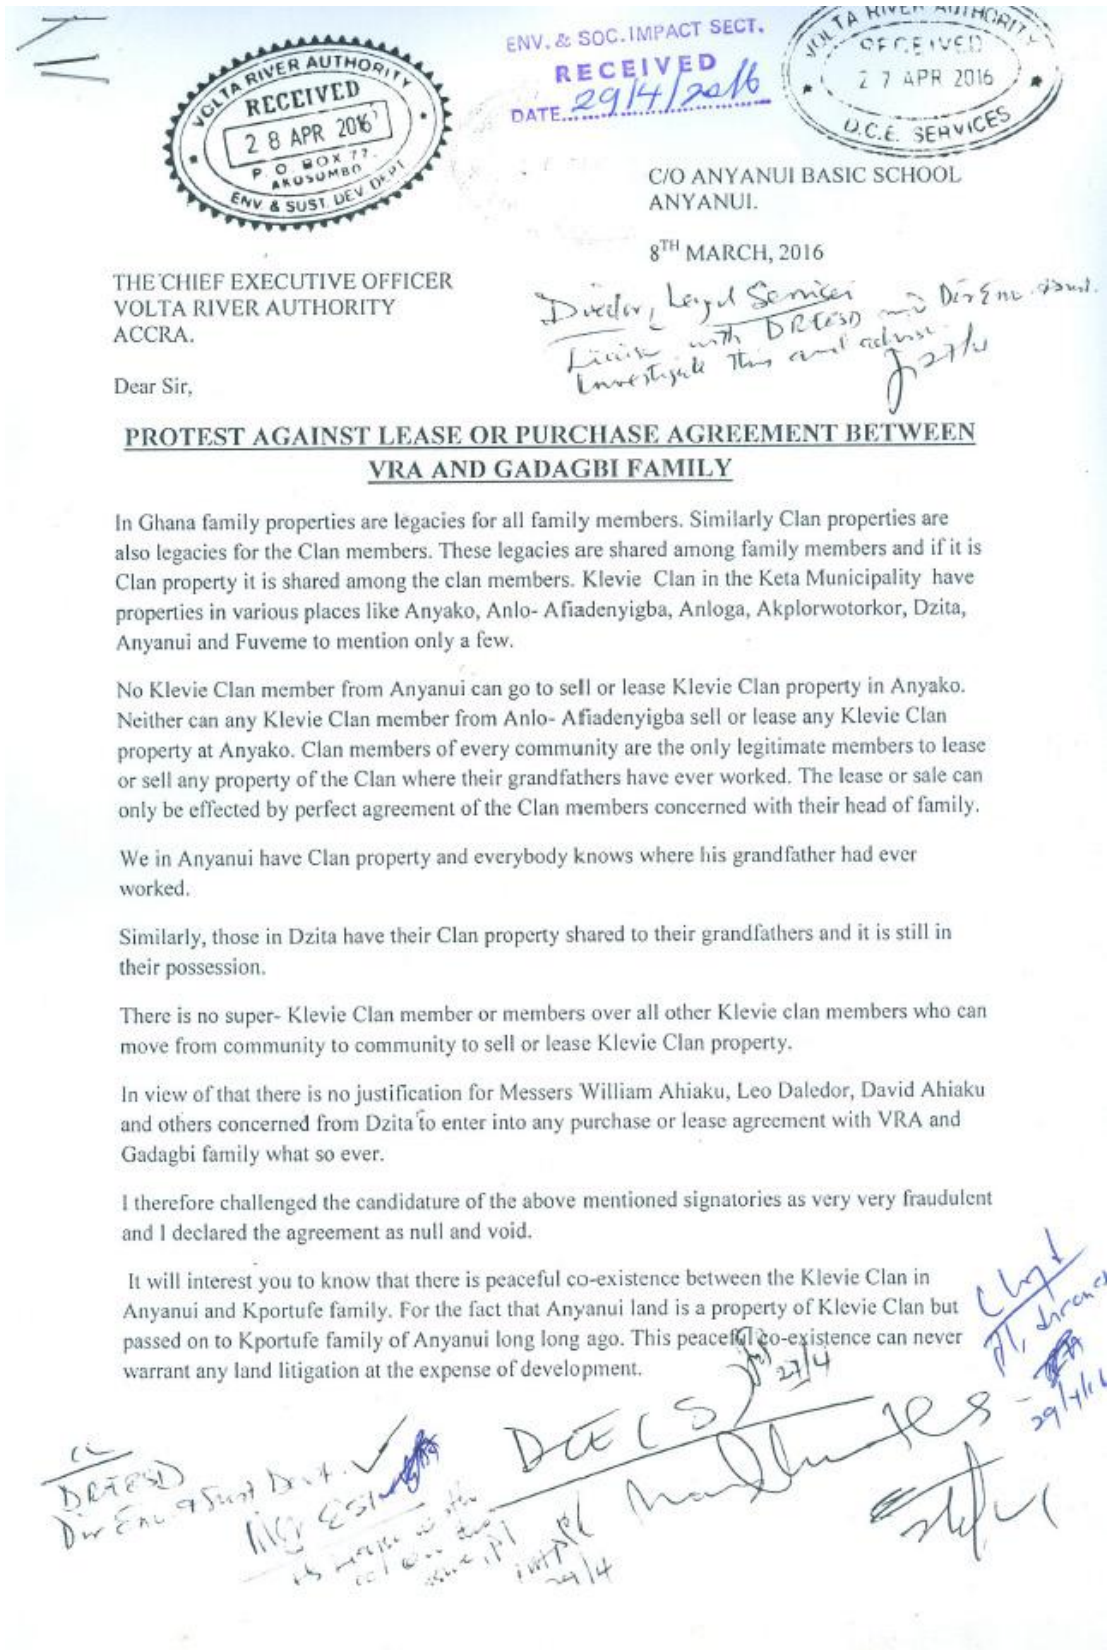 VOLTA RIVER AUTHORITY
RECEIVED
28 APR 2016
P. O. BOX 77.
AKOSOMBO
ENV. & SUST. DEV. DEPT
ENV. & SOC. IMPACT SECT.
RECEIVED
DATE 29/4/2016
VOLTA RIVER AUTHORITY
RECEIVED
27 APR 2016
D.C.E. SERVICES
C/O ANYANUI BASIC SCHOOL
ANYANUI.
8TH MARCH, 2016
THE CHIEF EXECUTIVE OFFICER
VOLTA RIVER AUTHORITY
ACCRA.
Director, Legal Services
Liaise with DRTESD and Dir Env
Investigate this and advise.
27/4
Dear Sir,
PROTEST AGAINST LEASE OR PURCHASE AGREEMENT BETWEEN
VRA AND GADAGBI FAMILY
In Ghana family properties are legacies for all family members. Similarly Clan properties are
also legacies for the Clan members. These legacies are shared among family members and if it is
Clan property it is shared among the clan members. Klevie Clan in the Keta Municipality have
properties in various places like Anyako, Anlo- Afiadenyigba, Anloga, Akplorwotorkor, Dzita,
Anyanui and Fuveme to mention only a few.
No Klevie Clan member from Anyanui can go to sell or lease Klevie Clan property in Anyako.
Neither can any Klevie Clan member from Anlo- Afiadenyigba sell or lease any Klevie Clan
property at Anyako. Clan members of every community are the only legitimate members to lease
or sell any property of the Clan where their grandfathers have ever worked. The lease or sale can
only be effected by perfect agreement of the Clan members concerned with their head of family.
We in Anyanui have Clan property and everybody knows where his grandfather had ever
worked.
Similarly, those in Dzita have their Clan property shared to their grandfathers and it is still in
their possession.
There is no super- Klevie Clan member or members over all other Klevie clan members who can
move from community to community to sell or lease Klevie Clan property.
In view of that there is no justification for Messers William Ahiaku, Leo Daledor, David Ahiaku
and others concerned from Dzita to enter into any purchase or lease agreement with VRA and
Gadagbi family what so ever.
I therefore challenged the candidature of the above mentioned signatories as very very fraudulent
and I declared the agreement as null and void.
It will interest you to know that there is peaceful co-existence between the Klevie Clan in
Anyanui and Kportufe family. For the fact that Anyanui land is a property of Klevie Clan but
passed on to Kportufe family of Anyanui long long ago. This peaceful co-existence can never
warrant any land litigation at the expense of development.
27/4
29/4/16
cc
DRTESD
Dir Env & Sust Devt.
29/4